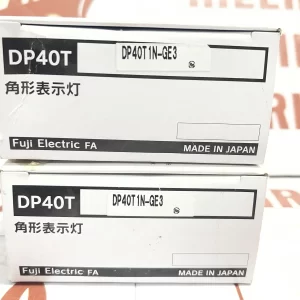 DP40T
DP40T1N-GE3
角形表示灯
Fuji Electric FA
MADE IN JAPAN
DP40T
DP40T1N-GE3
角形表示灯
Fuji Electric FA
MADE IN JAPAN